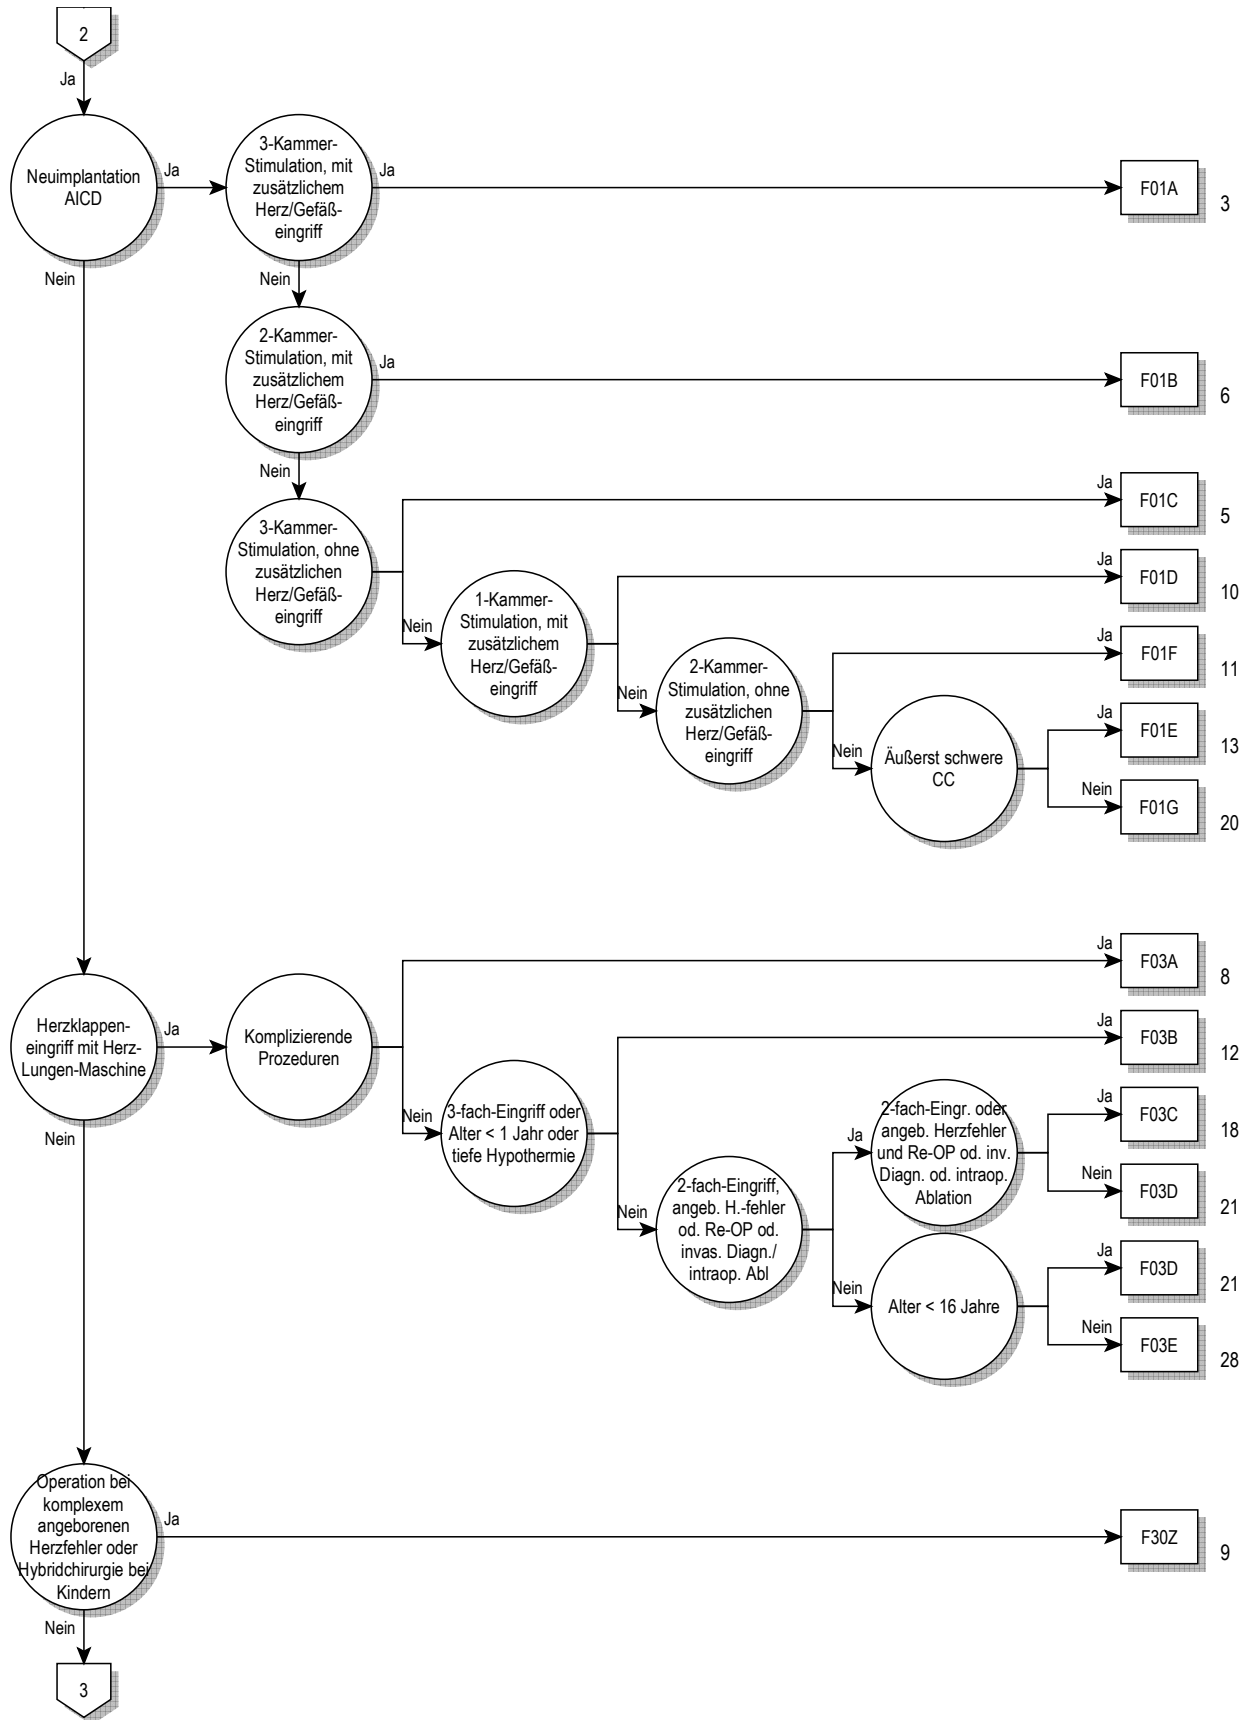 2
Ja
Neuimplantation
AICD
Ja
3-Kammer-
Stimulation, mit
zusätzlichem
Herz/Gefäß-
eingriff
Ja
F01A
3
Nein
Nein
2-Kammer-
Stimulation, mit
zusätzlichem
Herz/Gefäß-
eingriff
Ja
F01B
6
Nein
3-Kammer-
Stimulation, ohne
zusätzlichen
Herz/Gefäß-
eingriff
Ja
F01C
5
Nein
1-Kammer-
Stimulation, mit
zusätzlichem
Herz/Gefäß-
eingriff
Ja
F01D
10
Nein
2-Kammer-
Stimulation, ohne
zusätzlichen
Herz/Gefäß-
eingriff
Ja
F01F
11
Nein
Äußerst schwere
CC
Ja
F01E
13
Nein
F01G
20
Herzklappen-
eingriff mit Herz-
Lungen-Maschine
Ja
Komplizierende
Prozeduren
Ja
F03A
8
Nein
3-fach-Eingriff oder
Alter < 1 Jahr oder
tiefe Hypothermie
Ja
F03B
12
Nein
2-fach-Eingriff,
angeb. H.-fehler
od. Re-OP od.
invas. Diagn./
intraop. Abl
Ja
2-fach-Eingr. oder
angeb. Herzfehler
und Re-OP od. inv.
Diagn. od. intraop.
Ablation
Ja
F03C
18
Nein
F03D
21
Nein
Alter < 16 Jahre
Ja
F03D
21
Nein
F03E
28
Nein
Operation bei
komplexem
angeborenen
Herzfehler oder
Hybridchirurgie bei
Kindern
Ja
F30Z
9
Nein
3